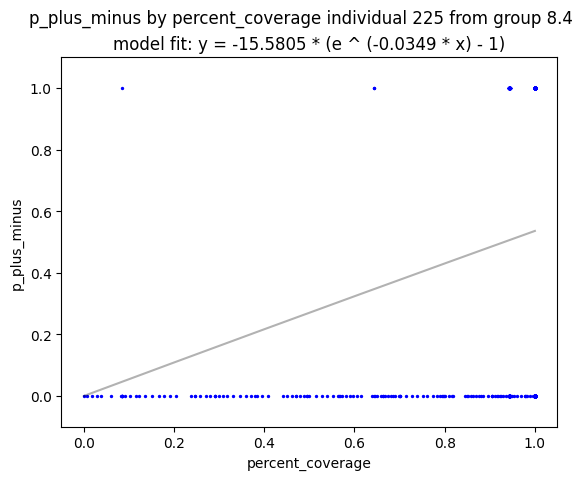 p_plus_minus by percent_coverage individual 225 from group 8.4
model fit: y = -15.5805 * (e ^ (-0.0349 * x) - 1)
1.0
0.8
0.6
0.4
0.2
0.0
p_plus_minus
0.0 0.2 0.4 0.6 0.8 1.0
percent_coverage